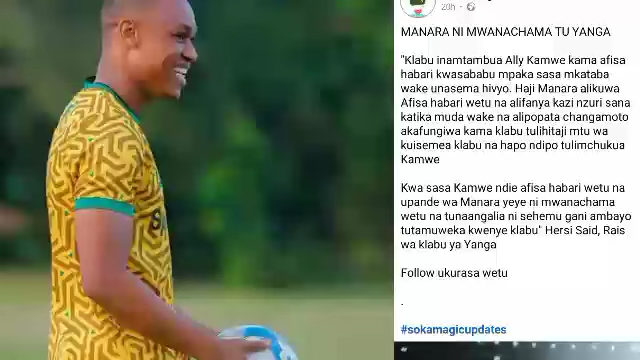 20h
MANARA NI MWANACHAMA TU YANGA
"Klabu inamtambua Ally Kamwe kama afisa
habari kwasababu mpaka sasa mkataba
wake unasema hivyo. Haji Manara alikuwa
Afisa habari wetu na alifanya kazi nzuri sana
katika muda wake na alipopata changamoto
akafungiwa kama klabu tulihitaji mtu wa
kuisemea klabu na hapo ndipo tulimchukua
Kamwe
Kwa sasa Kamwe ndie afisa habari wetu na
upande wa Manara yeye ni mwanachama
wetu na tunaangalia ni sehemu gani ambayo
tutamuweka kwenye klabu" Hersi Said, Rais
wa klabu ya Yanga
Follow ukurasa wetu
.
#sokamagicupdates